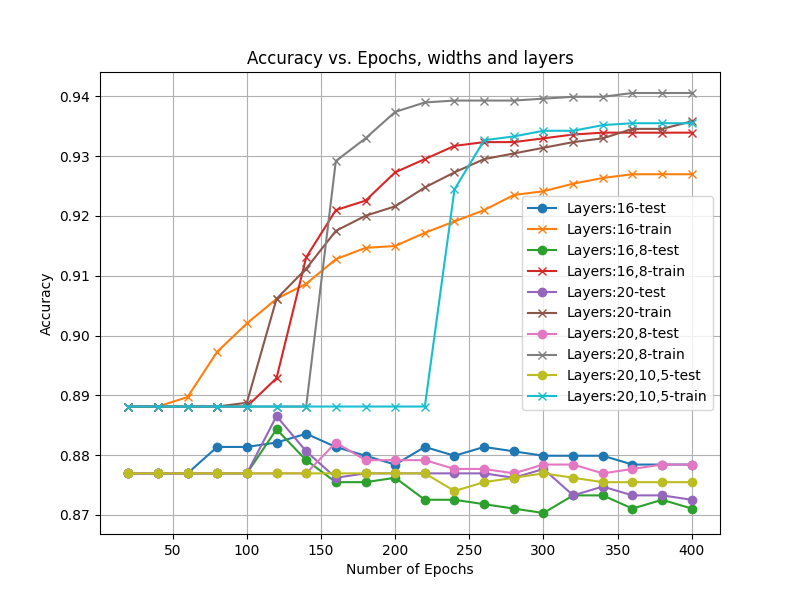 Accuracy vs. Epochs, widths and layers
0.94
0.93
0.92
0.91
0.90
0.89
0.88
0.87
Accuracy
Layers:16-test
Layers:16-train
Layers:16,8-test
Layers:16,8-train
Layers:20-test
Layers:20-train
Layers:20,8-test
Layers:20,8-train
Layers:20,10,5-test
Layers:20,10,5-train
50 100 150 200 250 300 350 400
Number of Epochs